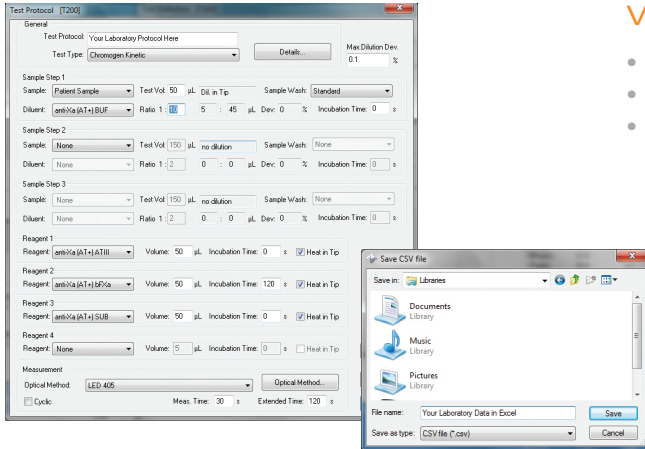 Test Protocol [T200]
General
Test Protocol: Your Laboratory Protocol Here
Test Type: Chromogen Kinetic Details... Max.Dilution Dev. 0.1 %
Sample Step 1
Sample: Patient Sample Test Vol: 50 µL Dil. in Tip Sample Wash: Standard
Diluent: anti-Xa (AT+) BUF Ratio 1 : 10 5 : 45 µL Dev: 0 % Incubation Time: 0 s
Sample Step 2
Sample: None Test Vol: 150 µL no dilution Sample Wash: None
Diluent: None Ratio 1 : 2 0 : 0 µL Dev: 0 % Incubation Time: 0 s
Sample Step 3
Sample: None Test Vol: 150 µL no dilution Sample Wash: None
Diluent: None Ratio 1 : 2 0 : 0 µL Dev: 0 % Incubation Time: 0 s
Reagent 1
Reagent: anti-Xa (AT+) ATIII Volume: 50 µL Incubation Time: 0 s Heat in Tip
Reagent 2
Reagent: anti-Xa (AT+) bFXa Volume: 50 µL Incubation Time: 120 s Heat in Tip
Reagent 3
Reagent: anti-Xa (AT+) SUB Volume: 50 µL Incubation Time: 0 s Heat in Tip
Reagent 4
Reagent: None Volume: 5 µL Incubation Time: 0 s Heat in Tip
Measurement
Optical Method: LED 405 Optical Method...
Cyclic Meas. Time: 30 s Extended Time: 120 s
Save CSV file
Save in: Libraries
Documents
Library
Music
Library
Pictures
Library
File name: Your Laboratory Data in Excel Save
Save as type: CSV file (*.csv) Cancel